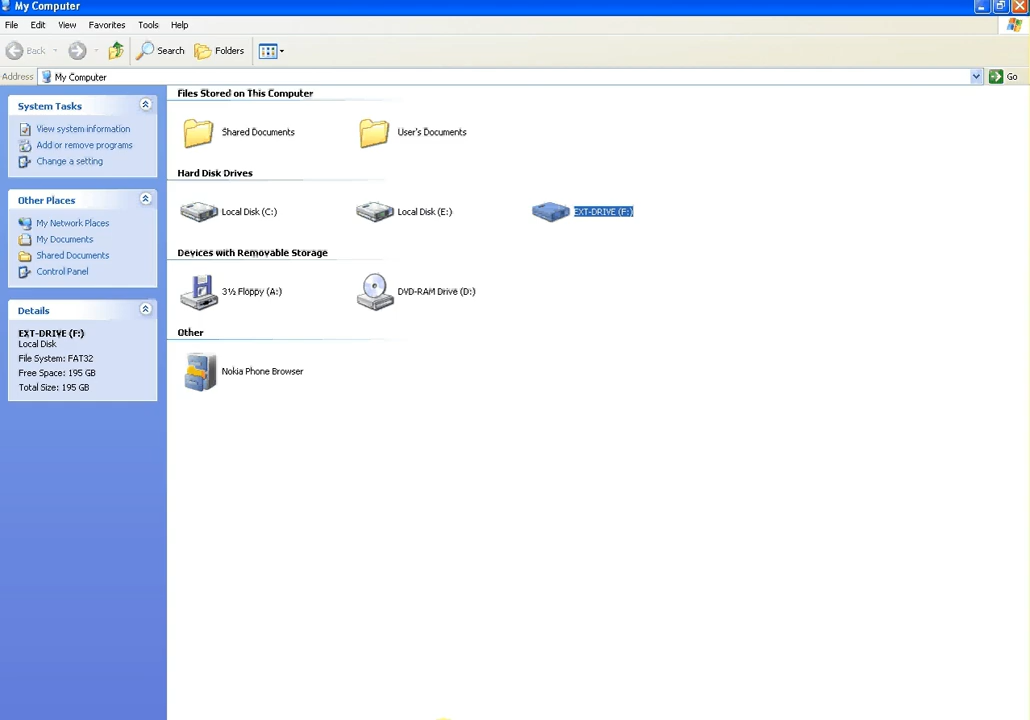 My Computer
File Edit View Favorites Tools Help
Back Search Folders
Address My Computer Go
System Tasks
View system information
Add or remove programs
Change a setting
Other Places
My Network Places
My Documents
Shared Documents
Control Panel
Details
EXT-DRIVE (F:)
Local Disk
File System: FAT32
Free Space: 195 GB
Total Size: 195 GB
Files Stored on This Computer
Shared Documents User's Documents
Hard Disk Drives
Local Disk (C:) Local Disk (E:) EXT-DRIVE (F:)
Devices with Removable Storage
3½ Floppy (A:) DVD-RAM Drive (D:)
Other
Nokia Phone Browser